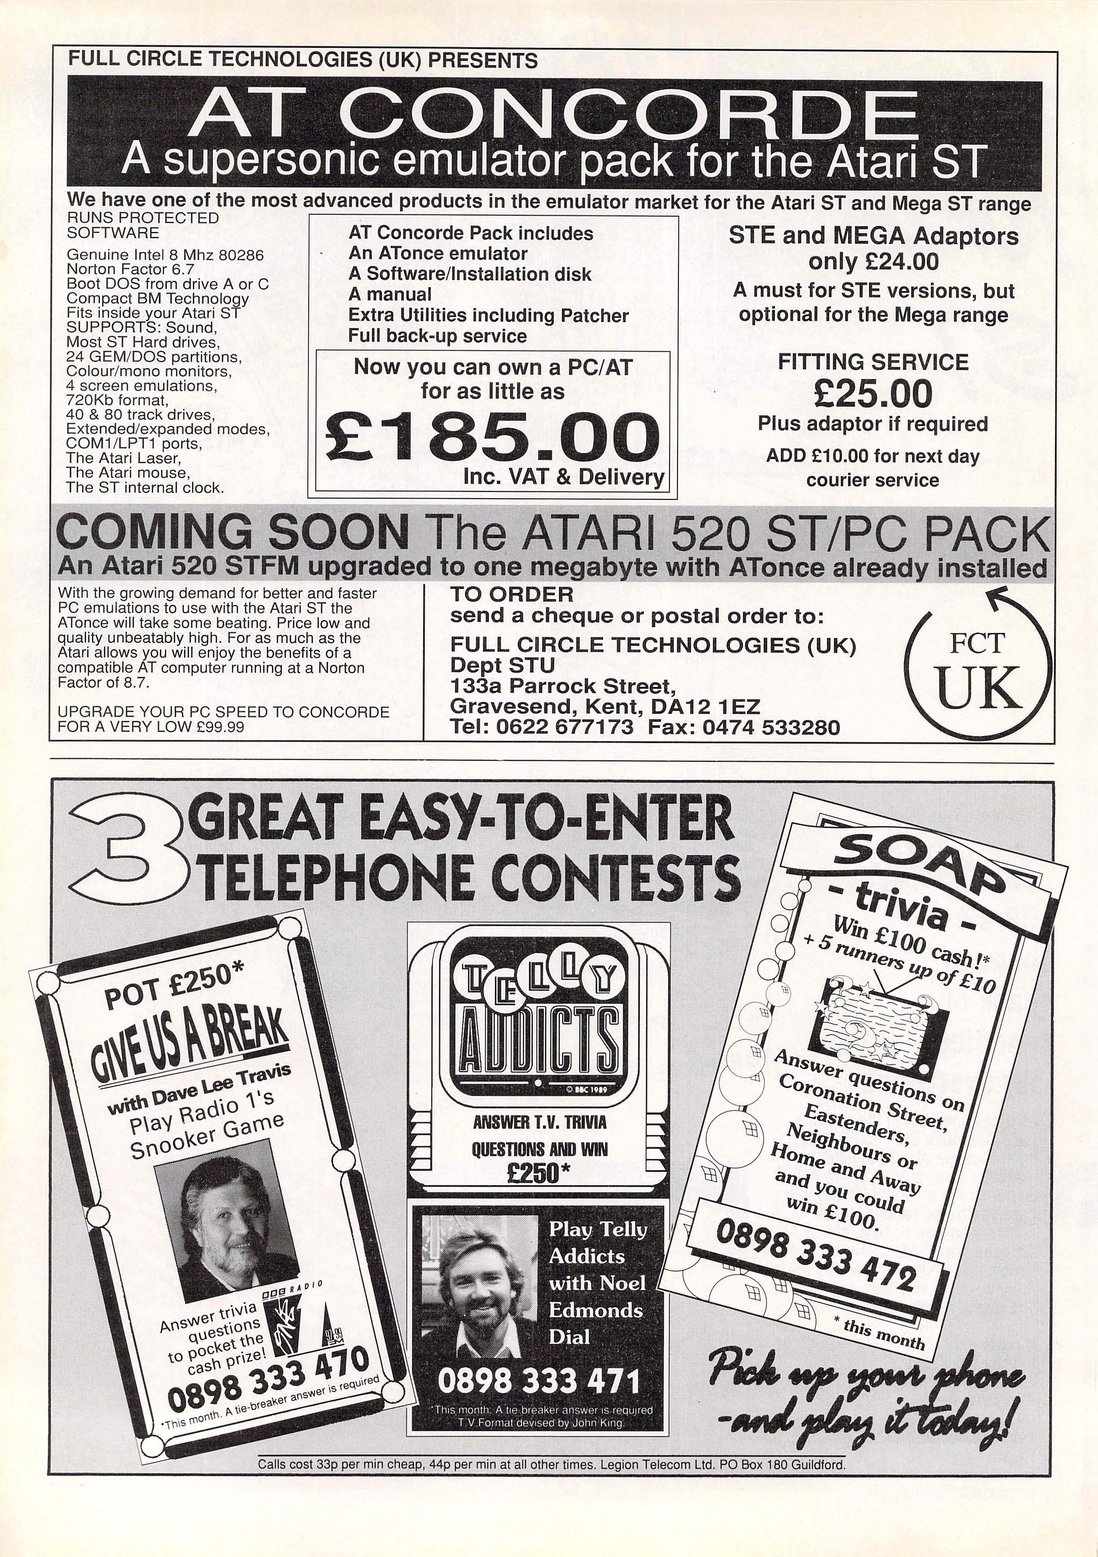 FULL CIRCLE TECHNOLOGIES (UK) PRESENTS
AT CONCORDE
A supersonic emulator pack for the Atari ST
We have one of the most advanced products in the emulator market for the Atari ST and Mega ST range
RUNS PROTECTED
SOFTWARE
Genuine Intel 8 Mhz 80286
Norton Factor 6.7
Boot DOS from drive A or C
Compact BM Technology
Fits inside your Atari ST
SUPPORTS: Sound,
Most ST Hard drives,
24 GEM/DOS partitions,
Colour/mono monitors,
4 screen emulations,
720Kb format,
40 & 80 track drives,
Extended/expanded modes,
COM1/LPT1 ports,
The Atari Laser,
The Atari mouse,
The ST internal clock.
AT Concorde Pack includes
An ATonce emulator
A Software/Installation disk
A manual
Extra Utilities including Patcher
Full back-up service
Now you can own a PC/AT
for as little as
£185.00
Inc. VAT & Delivery
STE and MEGA Adaptors
only £24.00
A must for STE versions, but
optional for the Mega range
FITTING SERVICE
£25.00
Plus adaptor if required
ADD £10.00 for next day
courier service
COMING SOON The ATARI 520 ST/PC PACK
An Atari 520 STFM upgraded to one megabyte with ATonce already installed
With the growing demand for better and faster
PC emulations to use with the Atari ST the
ATonce will take some beating. Price low and
quality unbeatably high. For as much as the
Atari allows you will enjoy the benefits of a
compatible AT computer running at a Norton
Factor of 8.7.
UPGRADE YOUR PC SPEED TO CONCORDE
FOR A VERY LOW £99.99
TO ORDER
send a cheque or postal order to:
FULL CIRCLE TECHNOLOGIES (UK)
Dept STU
133a Parrock Street,
Gravesend, Kent, DA12 1EZ
Tel: 0622 677173 Fax: 0474 533280
FCT
UK
3 GREAT EASY-TO-ENTER
TELEPHONE CONTESTS
POT £250*
GIVE US A BREAK
with Dave Lee Travis
Play Radio 1's
Snooker Game
BBC RADIO
1
Answer trivia
questions
to pocket the
cash prize!
0898 333 470
*This month. A tie-breaker answer is required
TELLY
ADDICTS
© BBC 1989
ANSWER T.V. TRIVIA
QUESTIONS AND WIN
£250*
Play Telly
Addicts
with Noel
Edmonds
Dial
0898 333 471
*This month. A tie breaker answer is required
T.V.Format devised by John King.
SOAP
- trivia -
Win £100 cash!*
+ 5 runners up of £10
Answer questions on
Coronation Street,
Eastenders,
Neighbours or
Home and Away
and you could
win £100.
0898 333 472
* this month
Pick up your phone
-and play it today!
Calls cost 33p per min cheap, 44p per min at all other times. Legion Telecom Ltd. PO Box 180 Guildford.